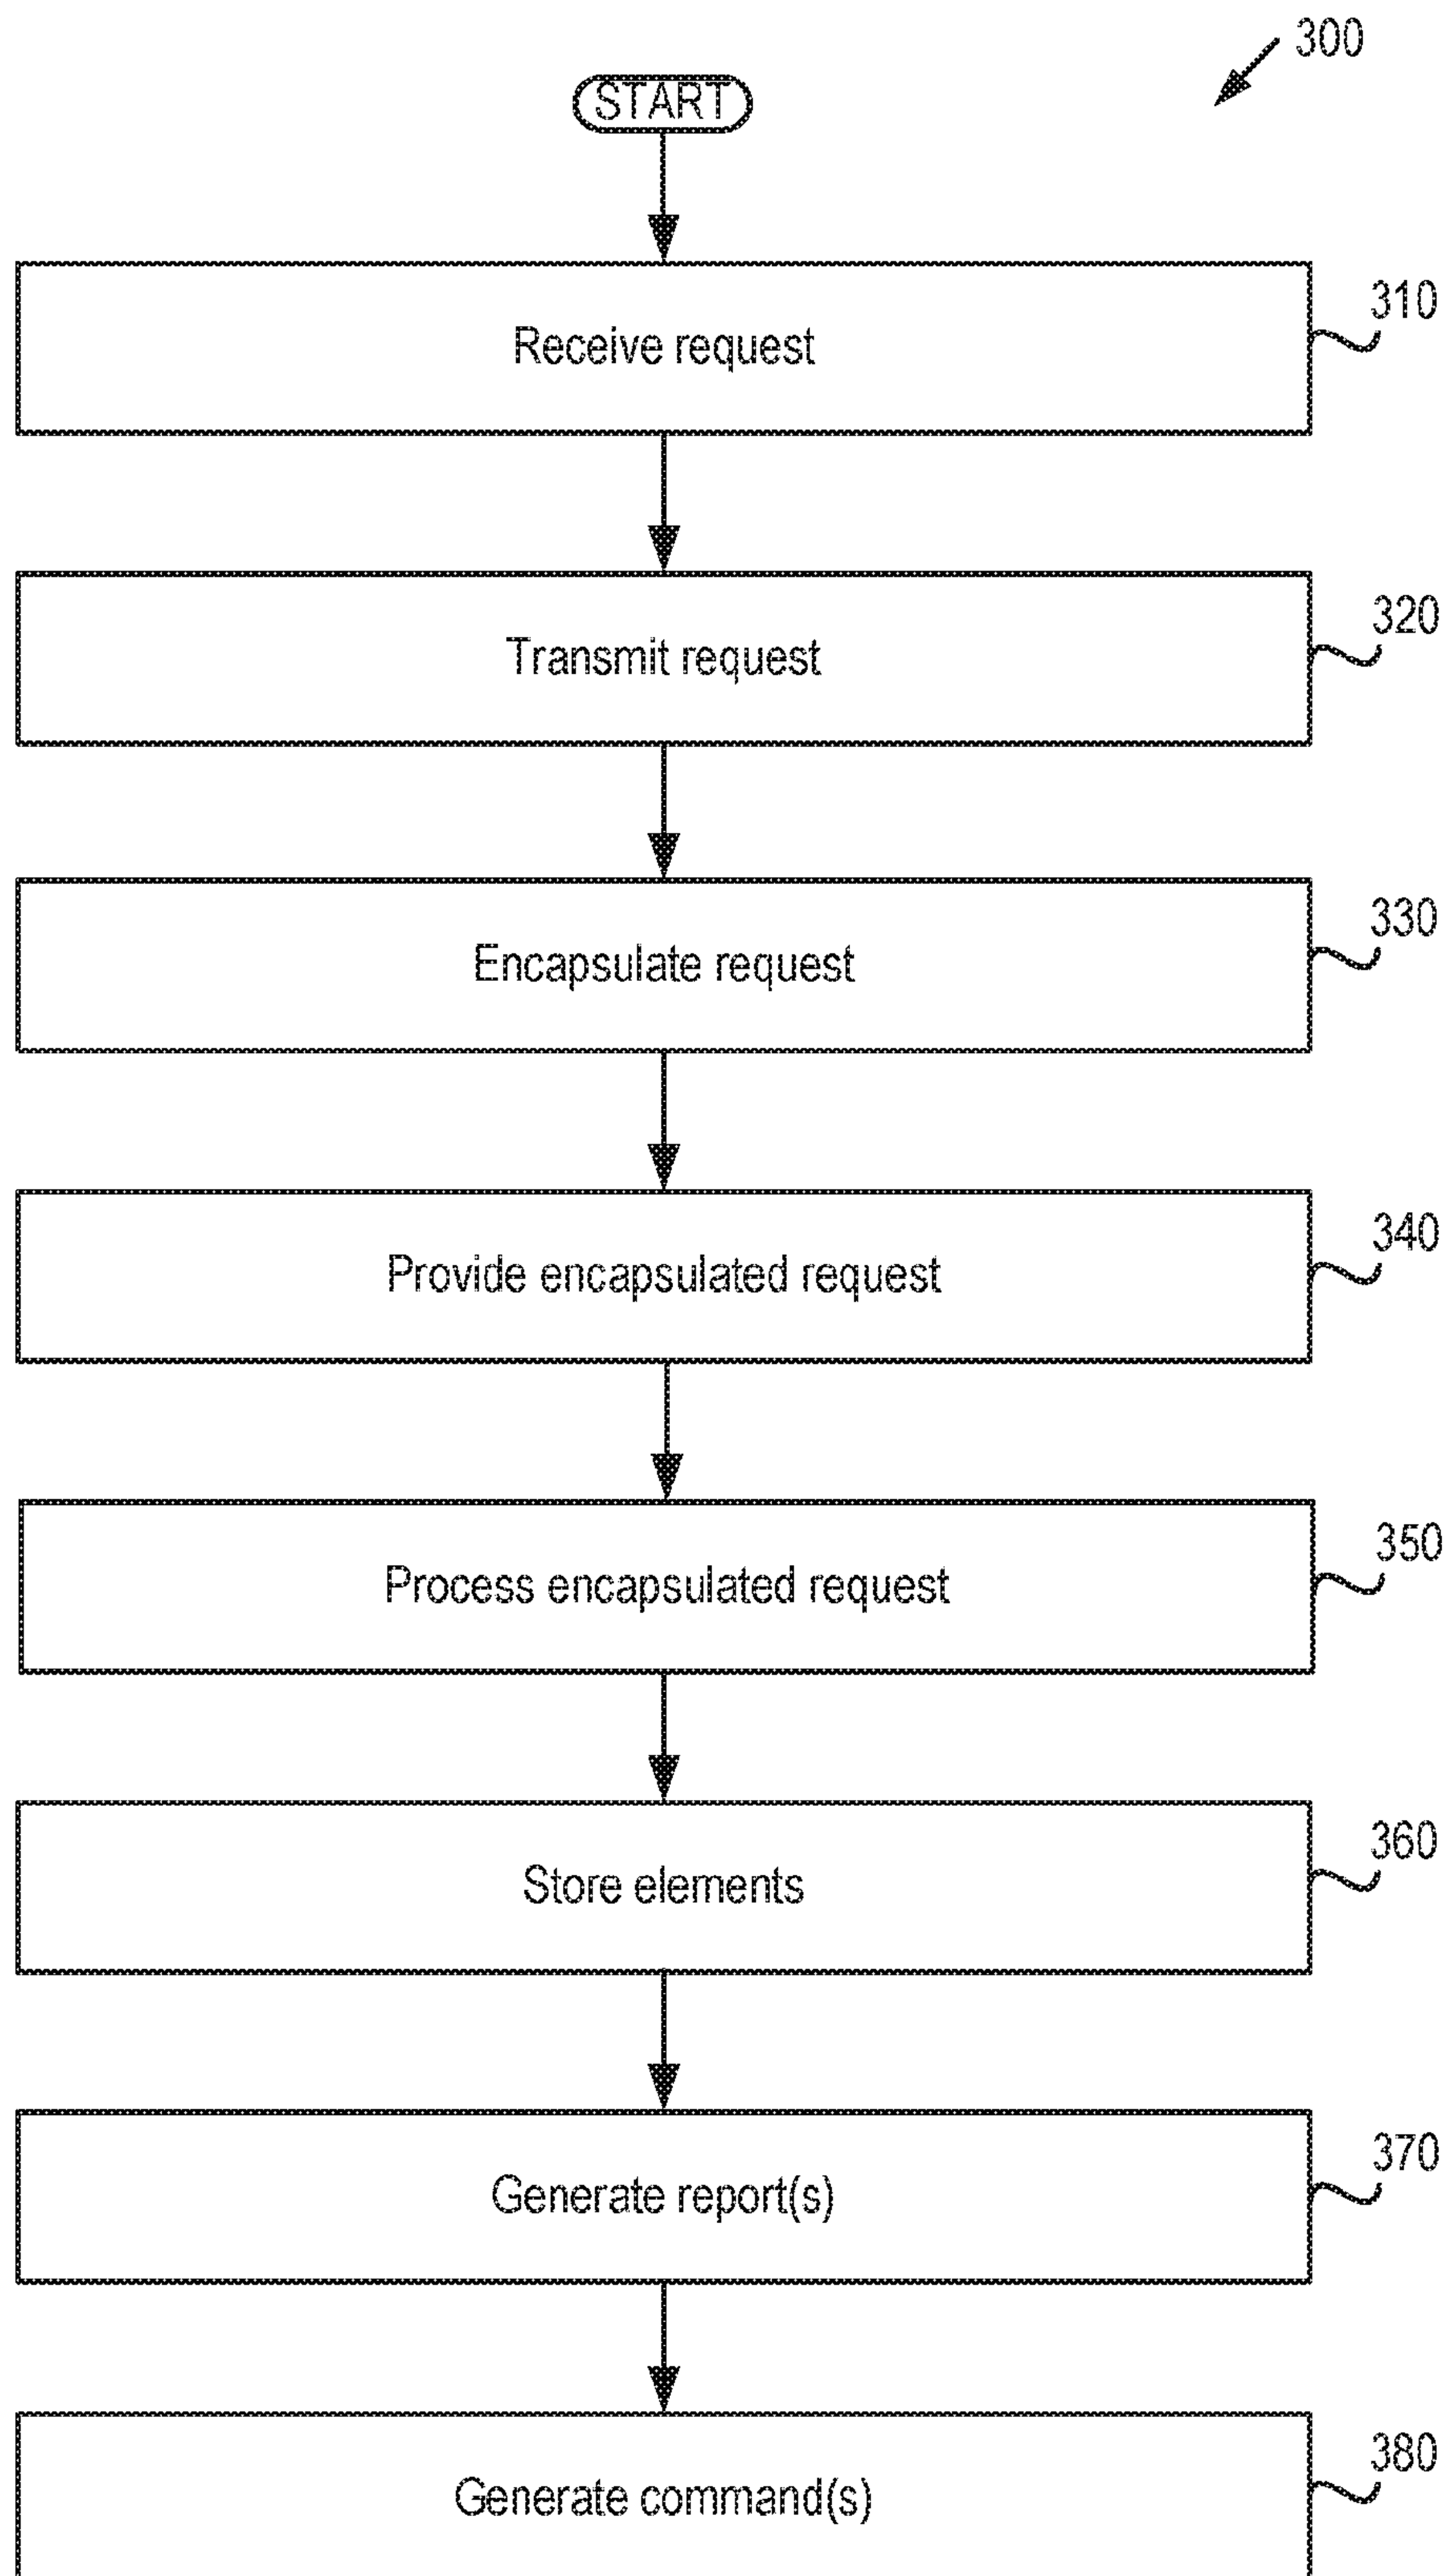 300
START
310
Receive request
320
Transmit request
330
Encapsulate request
340
Provide encapsulated request
350
Process encapsulated request
360
Store elements
370
Generate report(s)
380
Generate command(s)